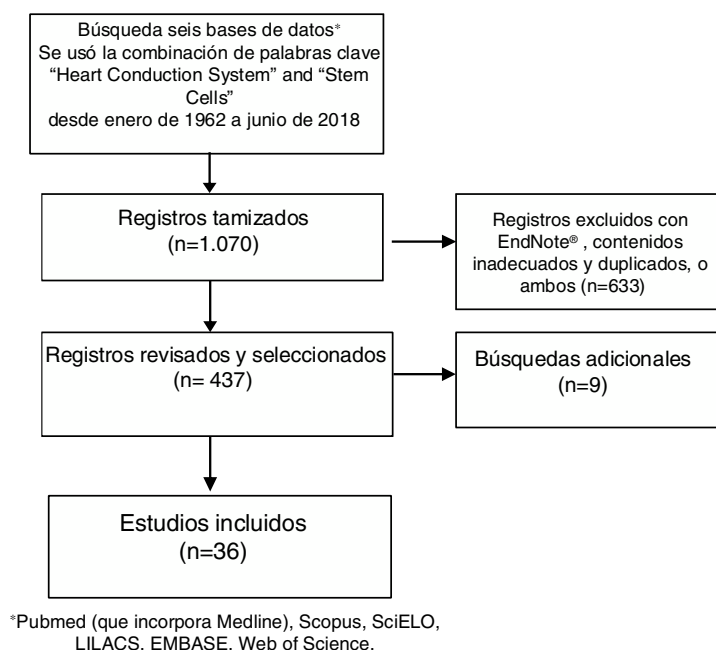 Búsqueda seis bases de datos*
Se usó la combinación de palabras clave
“Heart Conduction System” and “Stem
Cells”
desde enero de 1962 a junio de 2018
Registros tamizados
(n=1.070)
Registros excluidos con
EndNote® , contenidos
inadecuados y duplicados, o
ambos (n=633)
Registros revisados y seleccionados
(n= 437)
Búsquedas adicionales
(n=9)
Estudios incluidos
(n=36)
*Pubmed (que incorpora Medline), Scopus, SciELO,
LILACS, EMBASE, Web of Science.